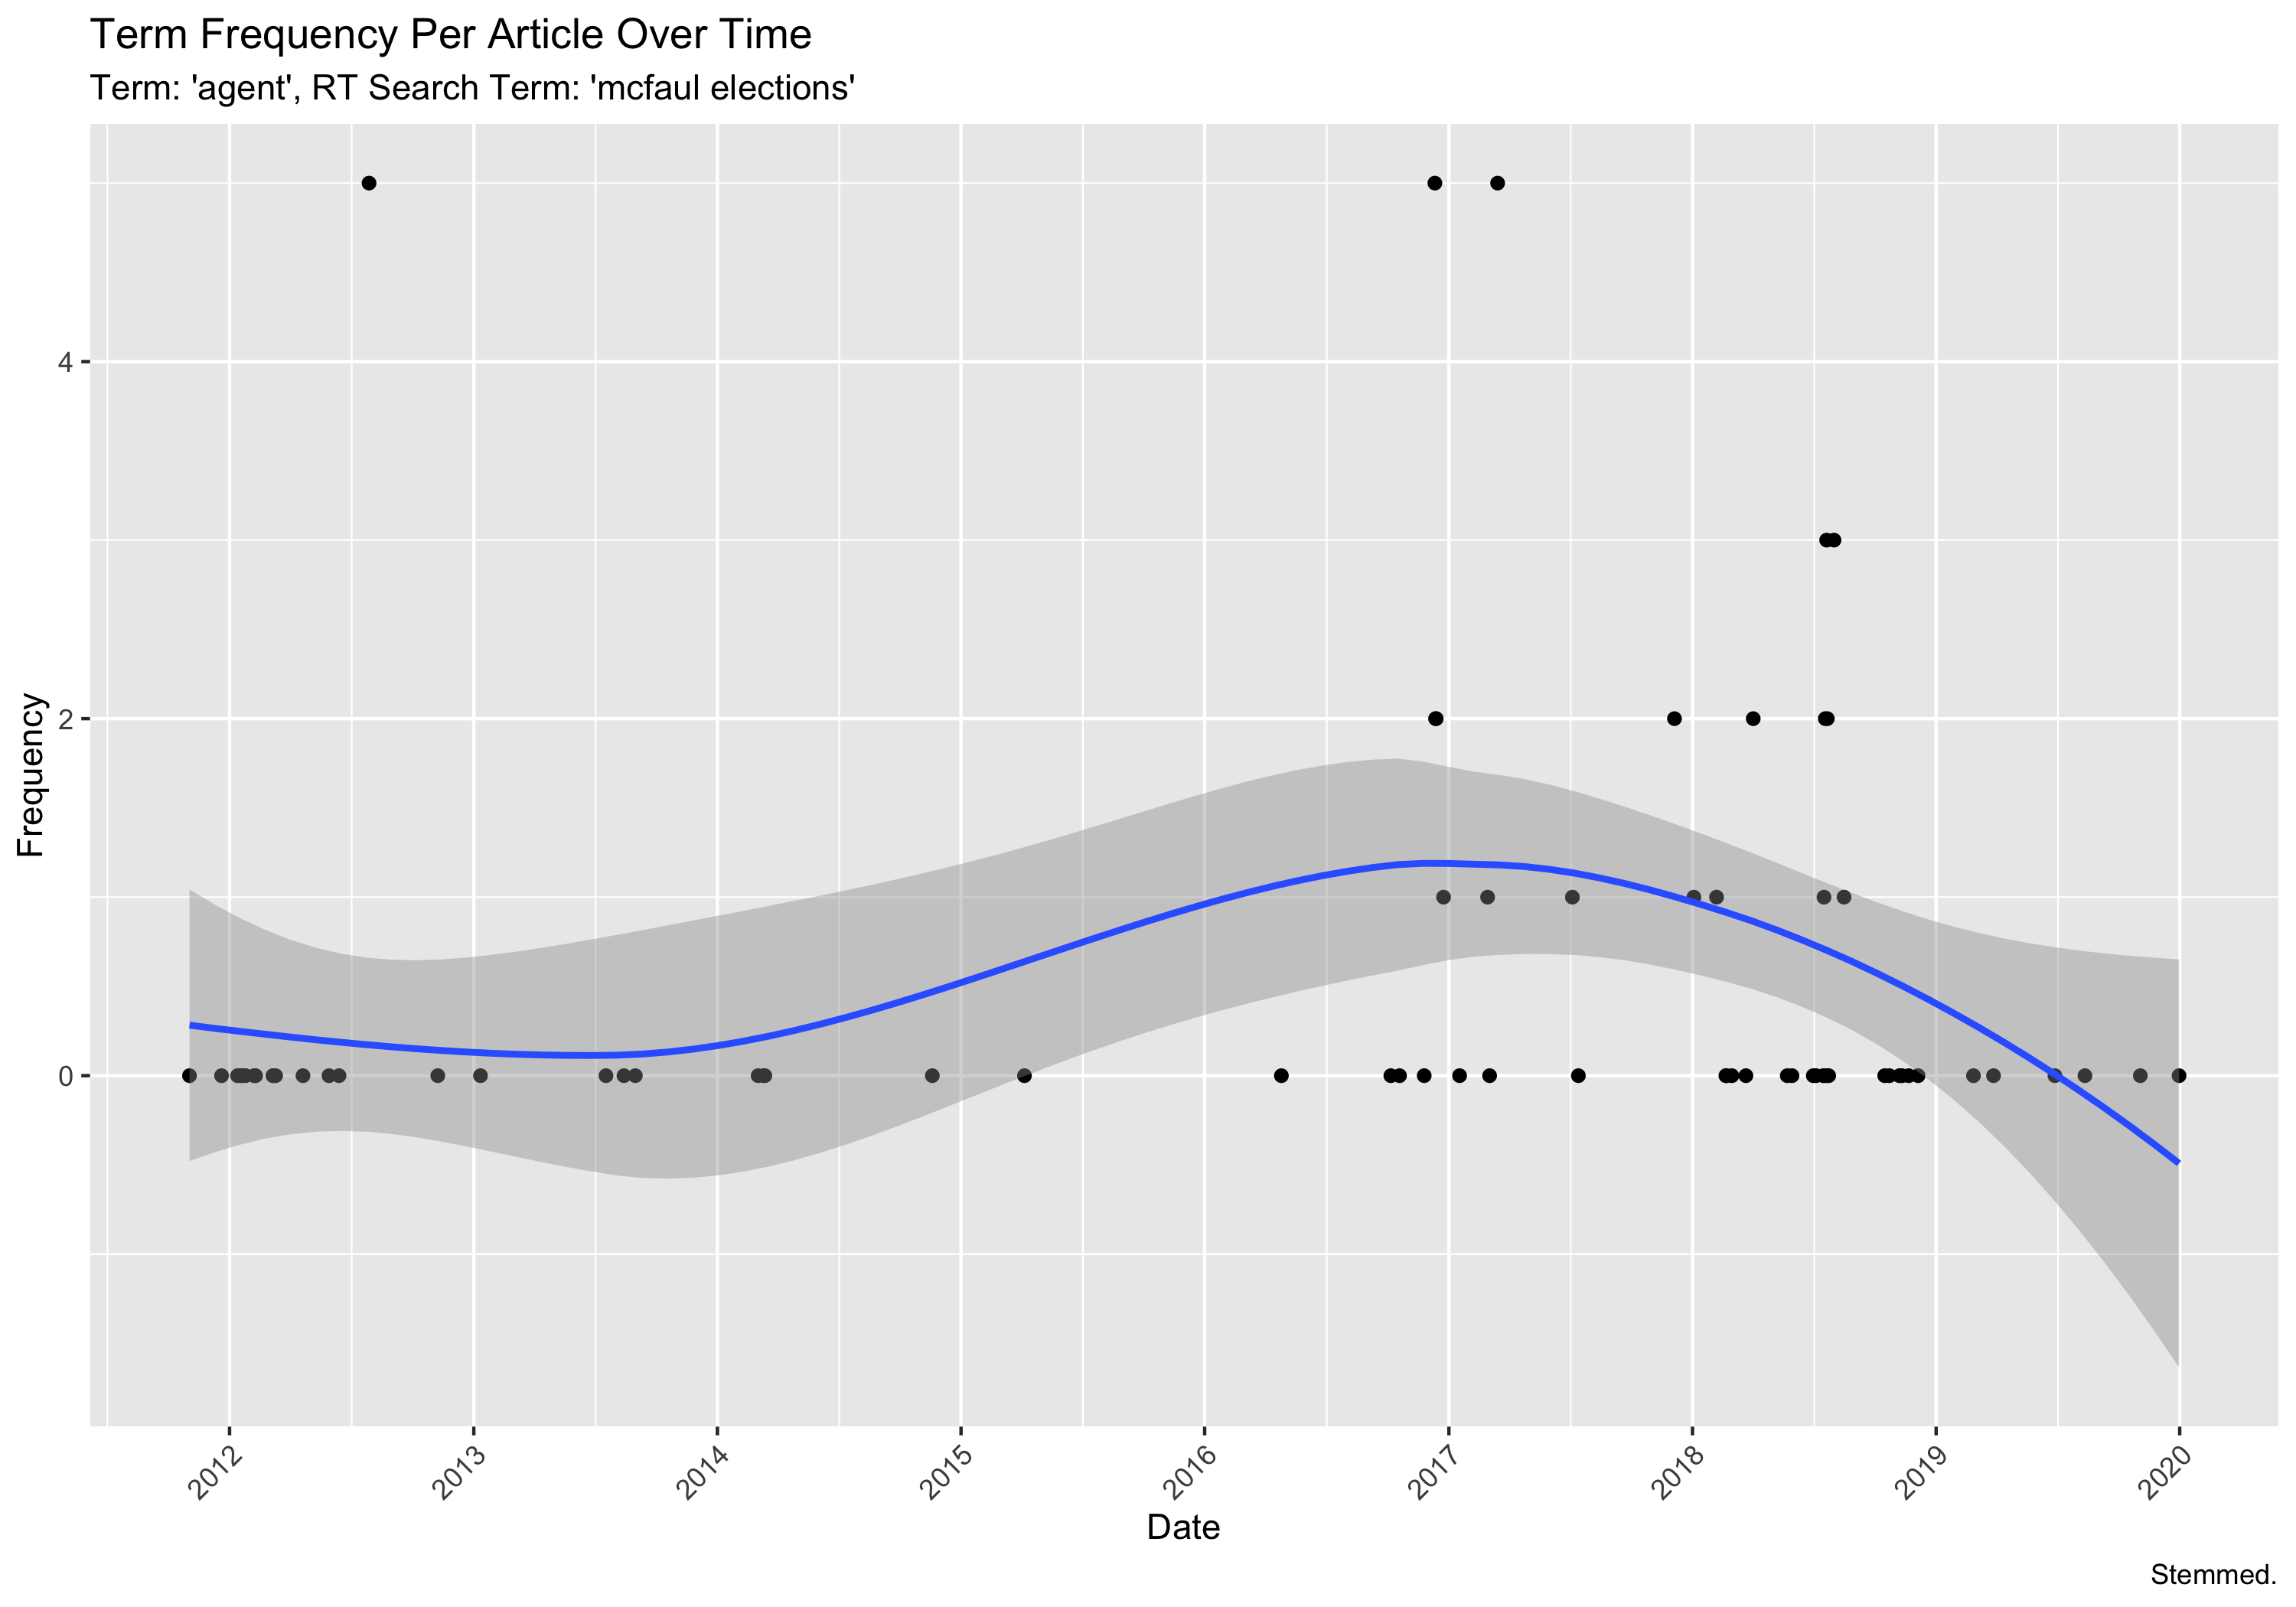 Term Frequency Per Article Over Time
Term: 'agent', RT Search Term: 'mcfaul elections'
Frequency
4
2
0
2012
2013
2014
2015
2016
2017
2018
2019
2020
Date
Stemmed.